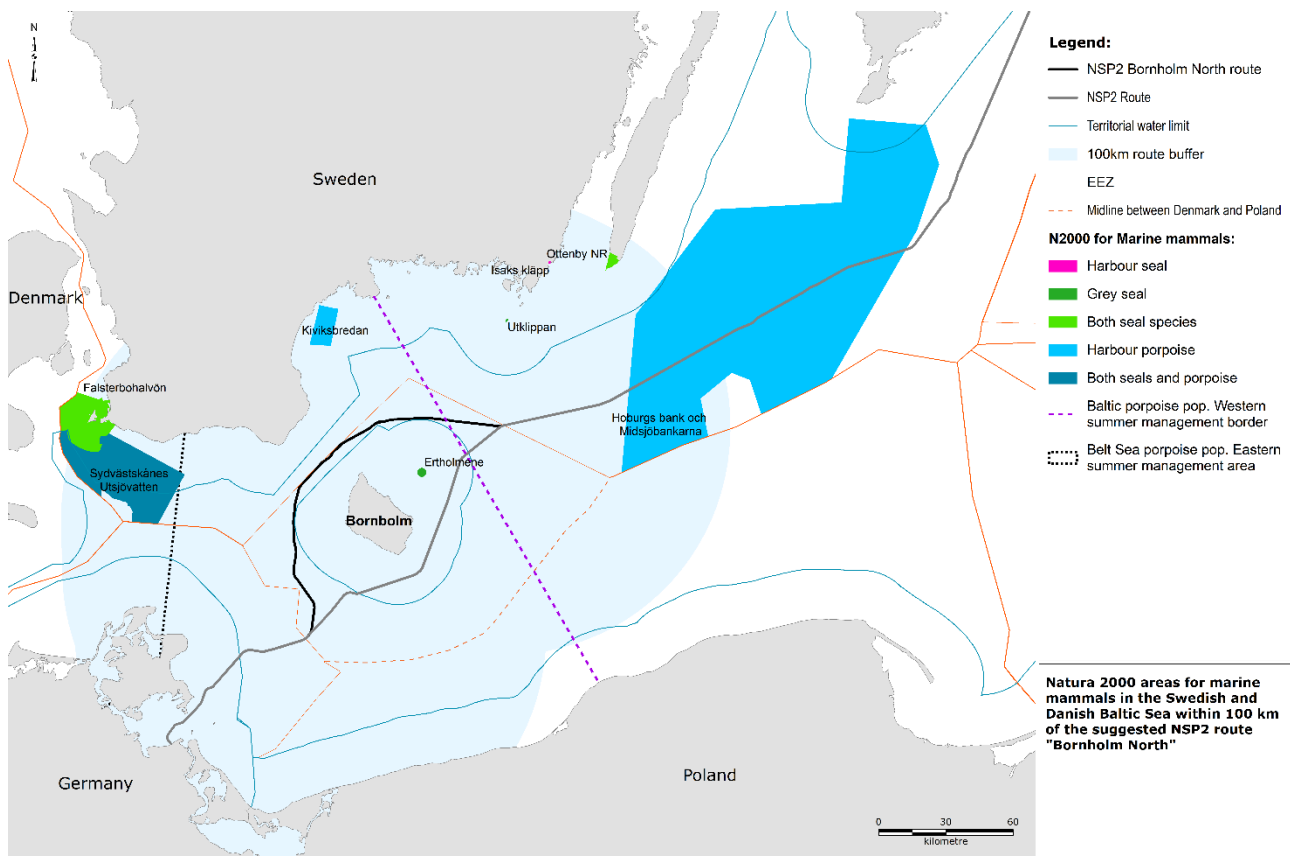 N
Sweden
Denmark
Ottenby NR
Isaks kläpp
Utklippan
Kiviksbredan
Falsterbohalvön
Sydvästskånes
Utsjövatten
Hoburgs bank och
Midsjöbankarna
Ertholmene
Bornholm
Germany
Poland
0 30 60
kilometre
Legend:
NSP2 Bornholm North route
NSP2 Route
Territorial water limit
100km route buffer
EEZ
Midline between Denmark and Poland
N2000 for Marine mammals:
Harbour seal
Grey seal
Both seal species
Harbour porpoise
Both seals and porpoise
Baltic porpoise pop. Western
summer management border
Belt Sea porpoise pop. Eastern
summer management area
Natura 2000 areas for marine
mammals in the Swedish and
Danish Baltic Sea within 100 km
of the suggested NSP2 route
"Bornholm North"